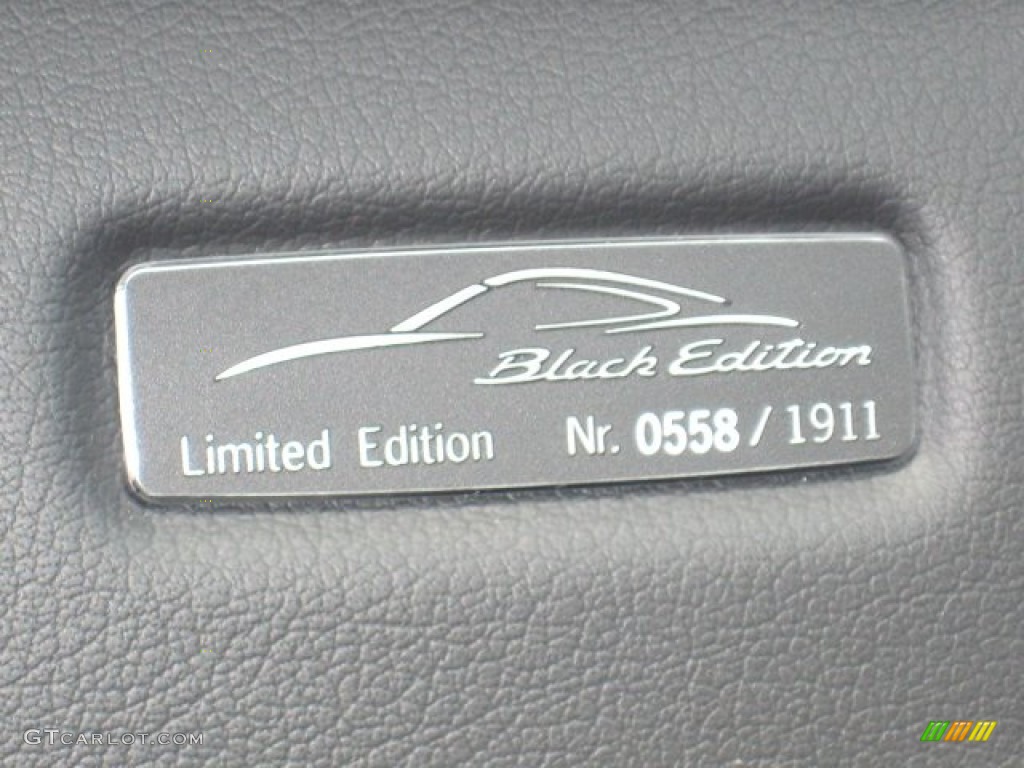 Black Edition
Limited Edition Nr. 0558 / 1911
GTCARLOT.COM